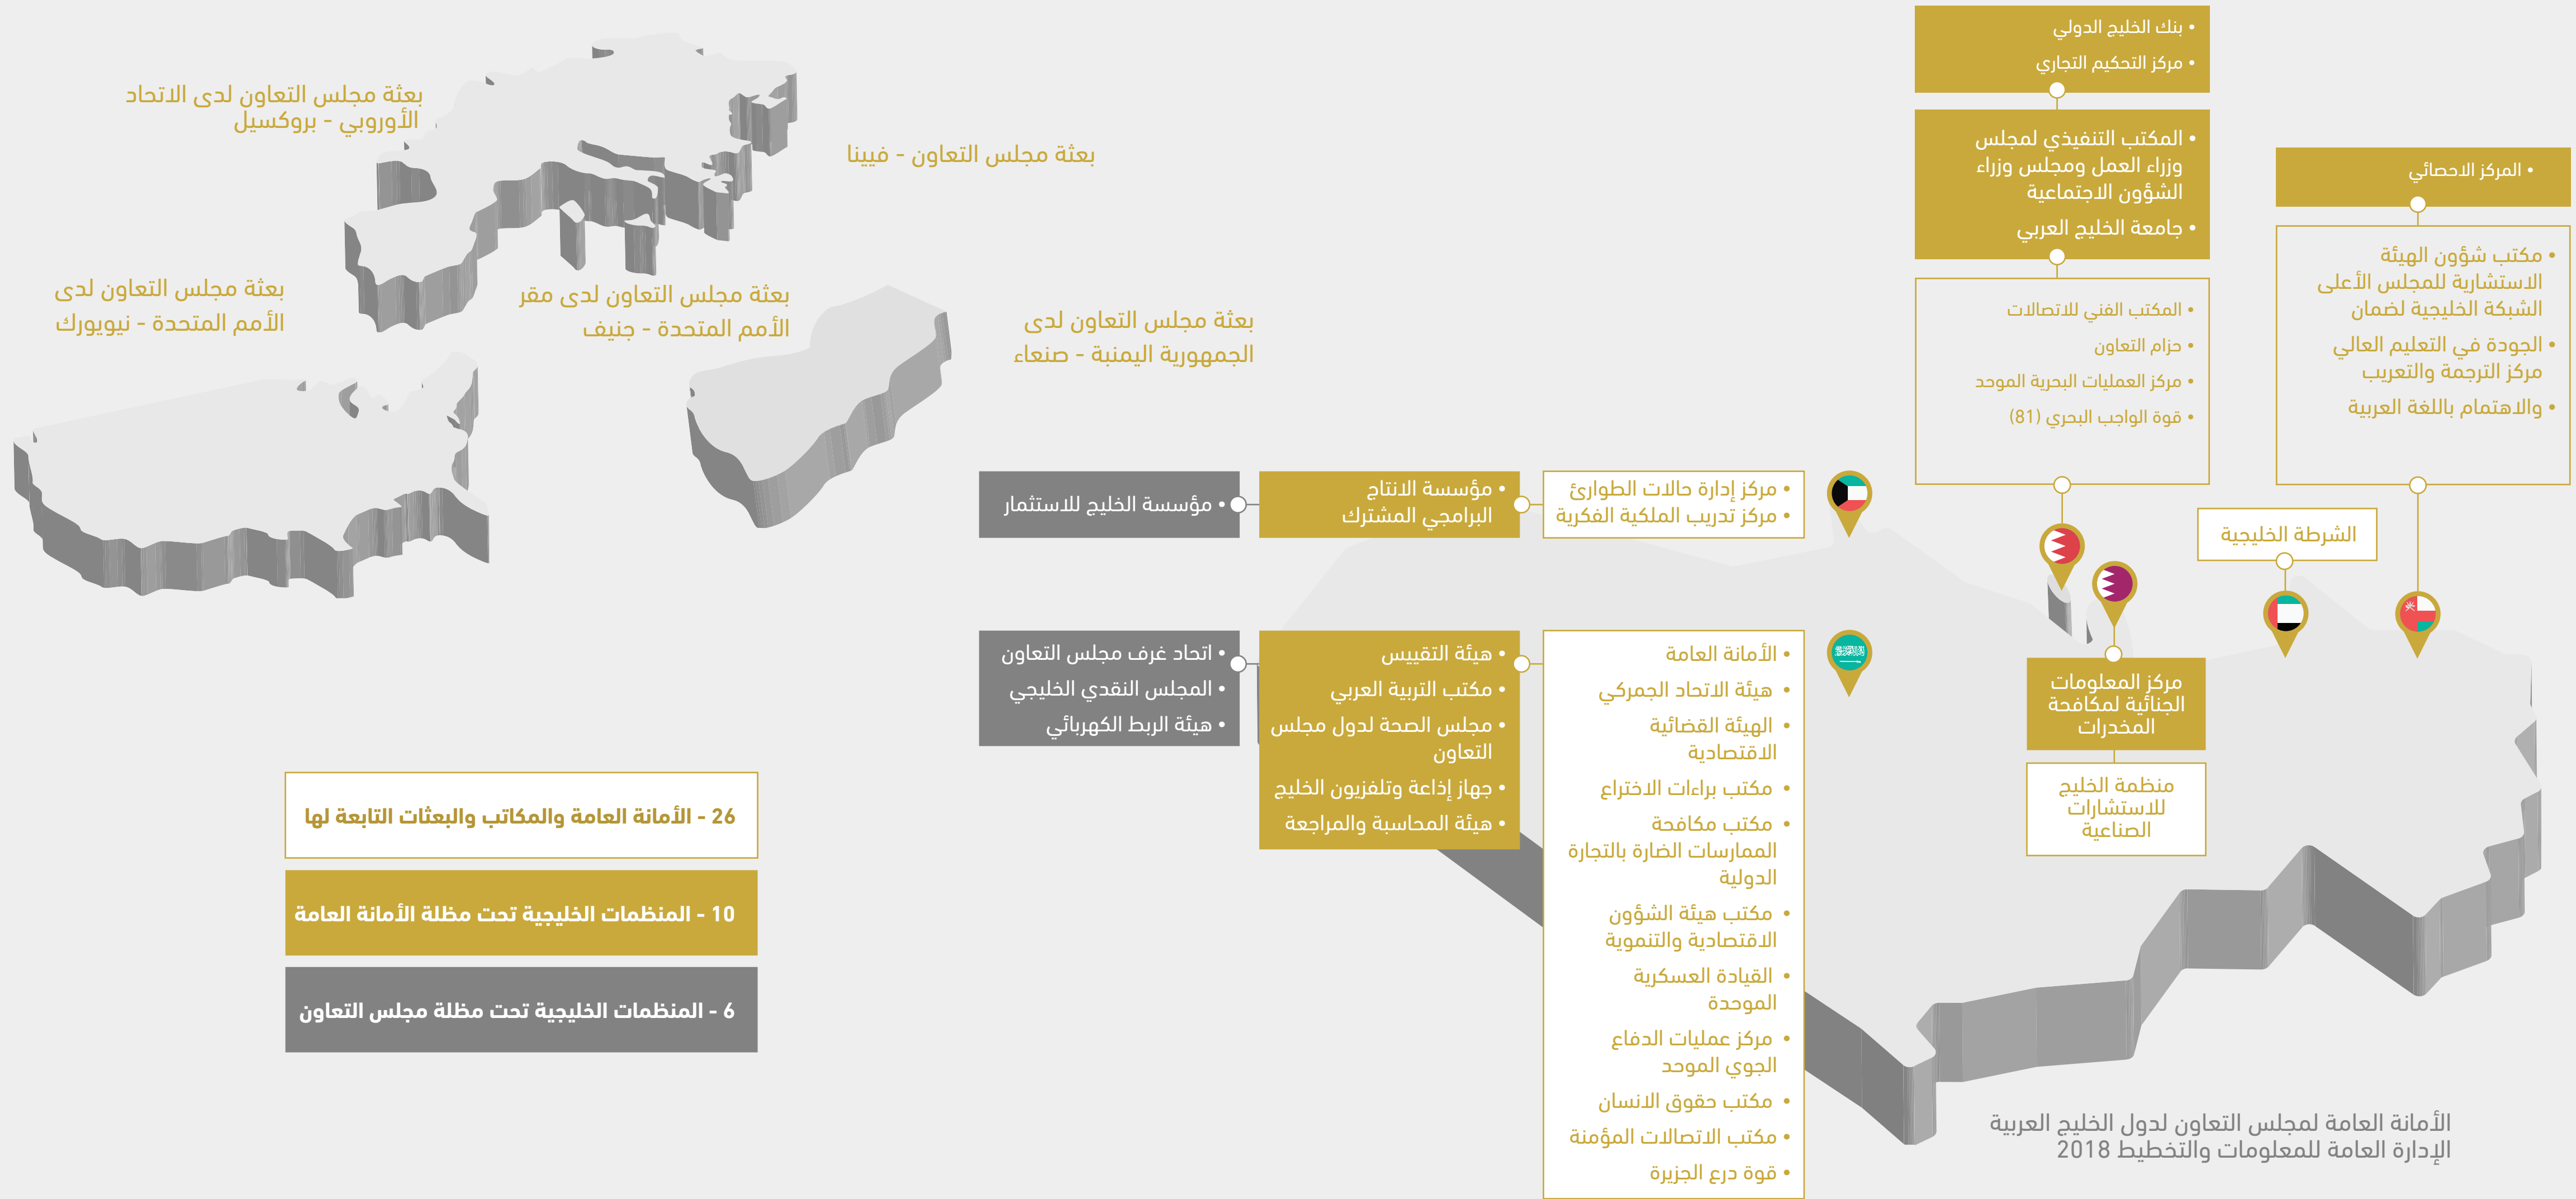 • بنك الخليج الدولي
• مركز التحكيم التجاري
• المكتب التنفيذي لمجلس
وزراء العمل ومجلس وزراء
الشؤون الاجتماعية
• جامعة الخليج العربي
• المكتب الفني للاتصالات
• حزام التعاون
• مركز العمليات البحرية الموحد
• قوة الواجب البحري (81)
• المركز الاحصائي
• مكتب شؤون الهيئة
الاستشارية للمجلس الأعلى
الشبكة الخليجية لضمان
• الجودة في التعليم العالي
مركز الترجمة والتعريب
• والاهتمام باللغة العربية
الشرطة الخليجية
مركز المعلومات
الجنائية لمكافحة
المخدرات
منظمة الخليج
للاستشارات
الصناعية
بعثة مجلس التعاون - فيينا
بعثة مجلس التعاون لدى الاتحاد
الأوروبي - بروكسيل
بعثة مجلس التعاون لدى
الجمهورية اليمنبة - صنعاء
بعثة مجلس التعاون لدى مقر
الأمم المتحدة - جنيف
بعثة مجلس التعاون لدى
الأمم المتحدة - نيويورك
• مركز إدارة حالات الطوارئ
• مركز تدريب الملكية الفكرية
• مؤسسة الانتاج
البرامجي المشترك
• مؤسسة الخليج للاستثمار
• الأمانة العامة
• هيئة الاتحاد الجمركي
• الهيئة القضائية
الاقتصادية
• مكتب براءات الاختراع
• مكتب مكافحة
الممارسات الضارة بالتجارة
الدولية
• مكتب هيئة الشؤون
الاقتصادية والتنموية
• القيادة العسكرية
الموحدة
• مركز عمليات الدفاع
الجوي الموحد
• مكتب حقوق الانسان
• مكتب الاتصالات المؤمنة
• قوة درع الجزيرة
• هيئة التقييس
• مكتب التربية العربي
• مجلس الصحة لدول مجلس
التعاون
• جهاز إذاعة وتلفزيون الخليج
• هيئة المحاسبة والمراجعة
• اتحاد غرف مجلس التعاون
• المجلس النقدي الخليجي
• هيئة الربط الكهربائي
26 - الأمانة العامة والمكاتب والبعثات التابعة لها
10 - المنظمات الخليجية تحت مظلة الأمانة العامة
6 - المنظمات الخليجية تحت مظلة مجلس التعاون
الأمانة العامة لمجلس التعاون لدول الخليج العربية
الإدارة العامة للمعلومات والتخطيط 2018